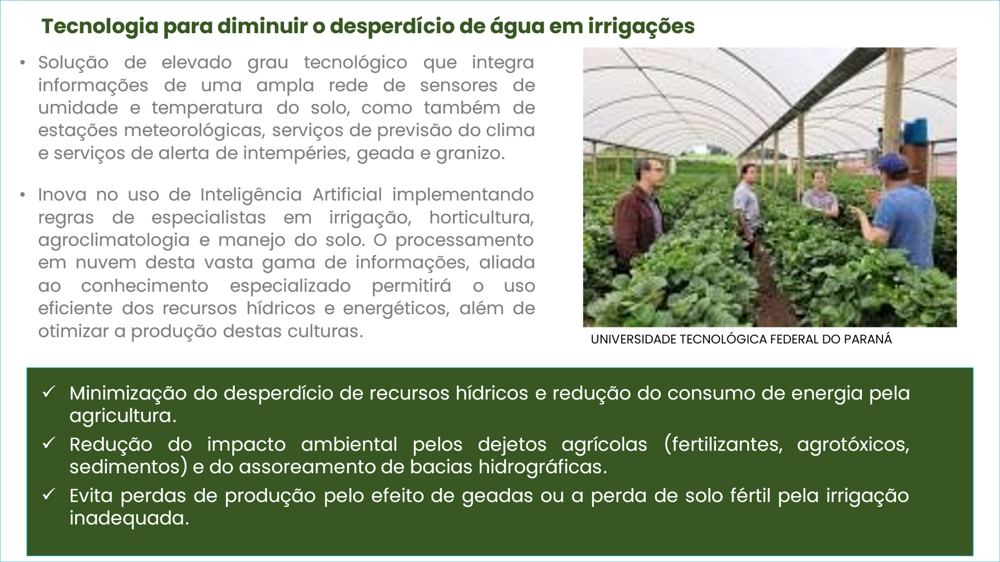 Tecnologia para diminuir o desperdício de água em irrigações
• Solução de elevado grau tecnológico que integra
informações de uma ampla rede de sensores de
umidade e temperatura do solo, como também de
estações meteorológicas, serviços de previsão do clima
e serviços de alerta de intempéries, geada e granizo.
• Inova no uso de Inteligência Artificial implementando
regras de especialistas em irrigação, horticultura,
agroclimatologia e manejo do solo. O processamento
em nuvem desta vasta gama de informações, aliada
ao conhecimento especializado permitirá o uso
eficiente dos recursos hídricos e energéticos, além de
otimizar a produção destas culturas.
UNIVERSIDADE TECNOLÓGICA FEDERAL DO PARANÁ
✓ Minimização do desperdício de recursos hídricos e redução do consumo de energia pela
agricultura.
✓ Redução do impacto ambiental pelos dejetos agrícolas (fertilizantes, agrotóxicos,
sedimentos) e do assoreamento de bacias hidrográficas.
✓ Evita perdas de produção pelo efeito de geadas ou a perda de solo fértil pela irrigação
inadequada.